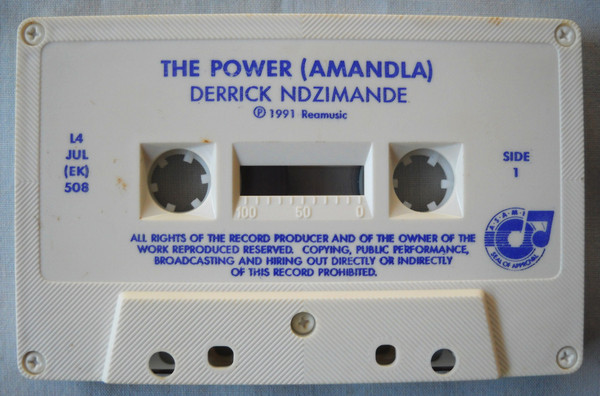 THE POWER (AMANDLA)
DERRICK NDZIMANDE
℗ 1991 Reamusic
L4
JUL
(EK)
508
SIDE
1
100 50 0
ALL RIGHTS OF THE RECORD PRODUCER AND OF THE OWNER OF THE
WORK REPRODUCED RESERVED. COPYING, PUBLIC PERFORMANCE,
BROADCASTING AND HIRING OUT DIRECTLY OR INDIRECTLY
OF THIS RECORD PROHIBITED.
A.S.A.M.I.
SEAL OF APPROVAL